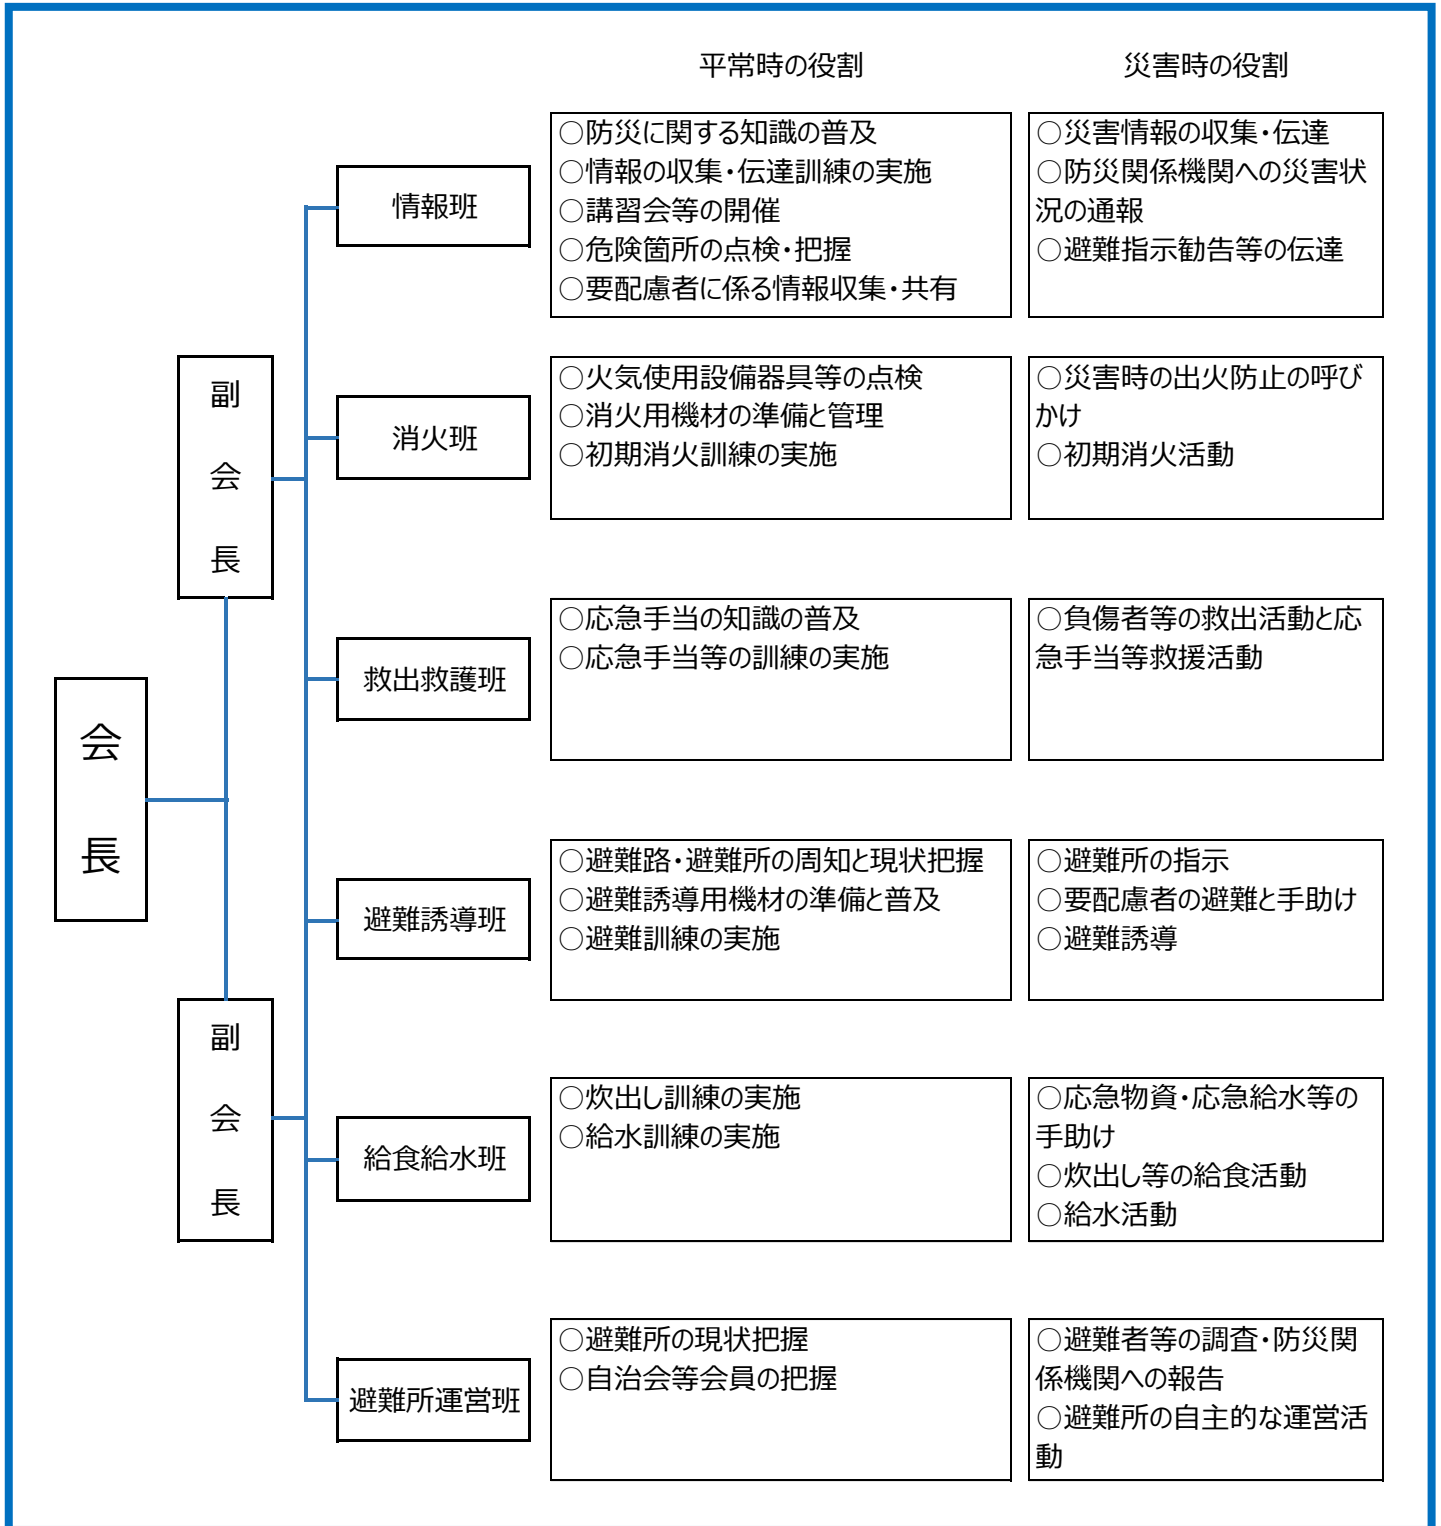 平常時の役割
災害時の役割
会長
副会長
副会長
情報班
○防災に関する知識の普及
○情報の収集・伝達訓練の実施
○講習会等の開催
○危険箇所の点検・把握
○要配慮者に係る情報収集・共有
○災害情報の収集・伝達
○防災関係機関への災害状
況の通報
○避難指示勧告等の伝達
消火班
○火気使用設備器具等の点検
○消火用機材の準備と管理
○初期消火訓練の実施
○災害時の出火防止の呼び
かけ
○初期消火活動
救出救護班
○応急手当の知識の普及
○応急手当等の訓練の実施
○負傷者等の救出活動と応
急手当等救援活動
避難誘導班
○避難路・避難所の周知と現状把握
○避難誘導用機材の準備と普及
○避難訓練の実施
○避難所の指示
○要配慮者の避難と手助け
○避難誘導
給食給水班
○炊出し訓練の実施
○給水訓練の実施
○応急物資・応急給水等の
手助け
○炊出し等の給食活動
○給水活動
避難所運営班
○避難所の現状把握
○自治会等会員の把握
○避難者等の調査・防災関
係機関への報告
○避難所の自主的な運営活
動